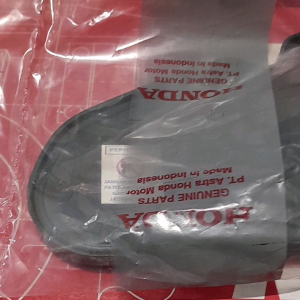 Made in Indonesia
PT. Astra Honda Motor
GENUINE PARTS
HONDA
Made in Indonesia
PT. Astra Honda Motor
GENUINE PARTS
HONDA